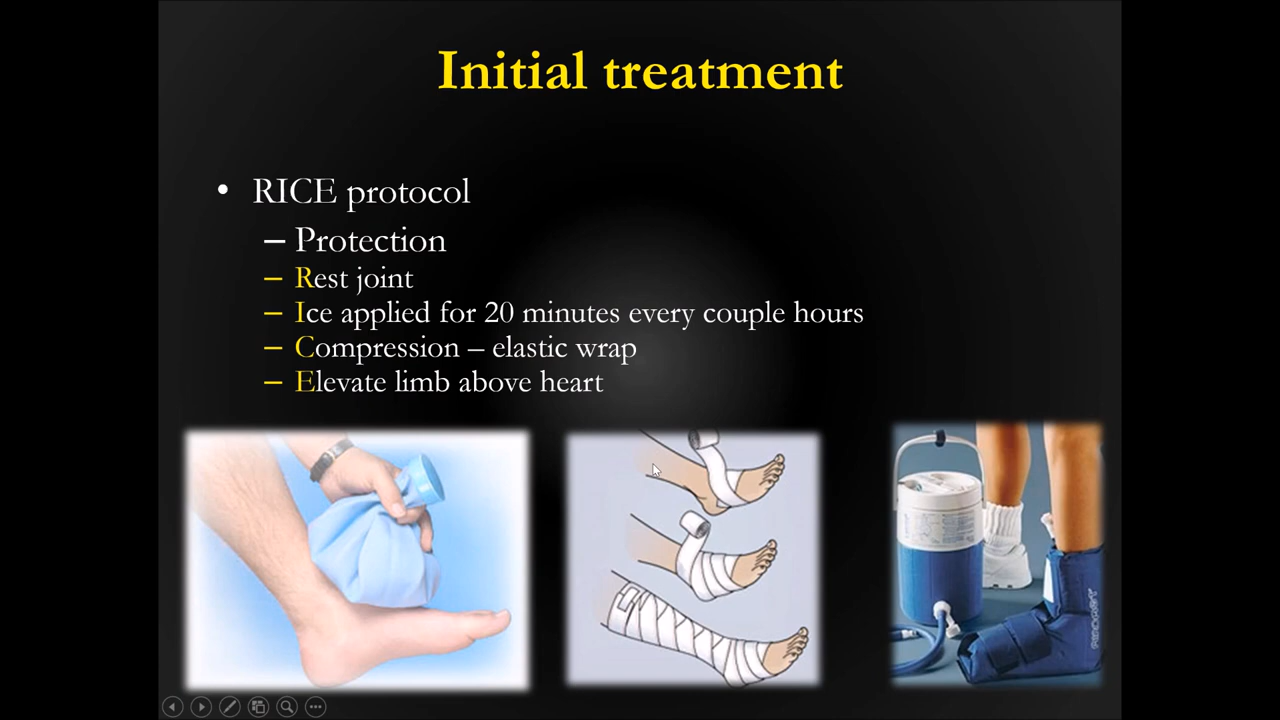 Initial treatment
• RICE protocol
– Protection
– Rest joint
– Ice applied for 20 minutes every couple hours
– Compression – elastic wrap
– Elevate limb above heart